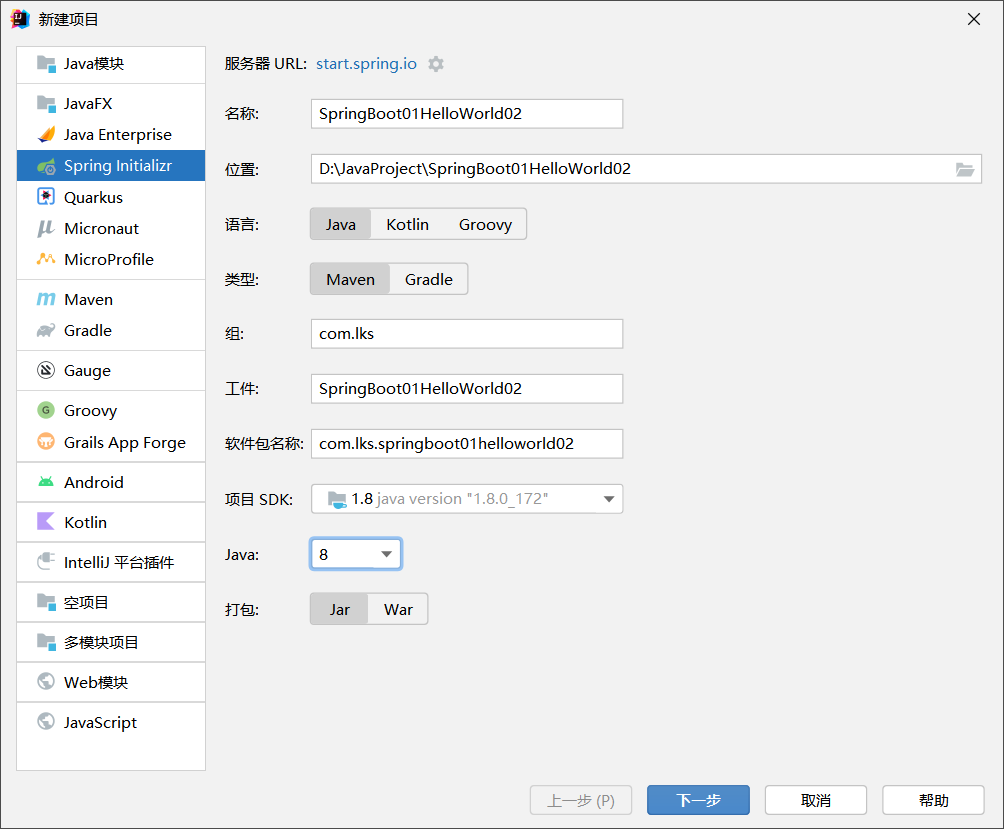 新建项目
Java模块
JavaFX
Java Enterprise
Spring Initializr
Quarkus
Micronaut
MicroProfile
Maven
Gradle
Gauge
Groovy
Grails App Forge
Android
Kotlin
IntelliJ 平台插件
空项目
多模块项目
Web模块
JavaScript
服务器 URL: start.spring.io
名称: SpringBoot01HelloWorld02
位置: D:\JavaProject\SpringBoot01HelloWorld02
语言: Java Kotlin Groovy
类型: Maven Gradle
组: com.lks
工件: SpringBoot01HelloWorld02
软件包名称: com.lks.springboot01helloworld02
项目 SDK: 1.8 java version "1.8.0_172"
Java: 8
打包: Jar War
上一步 (P) 下一步 取消 帮助